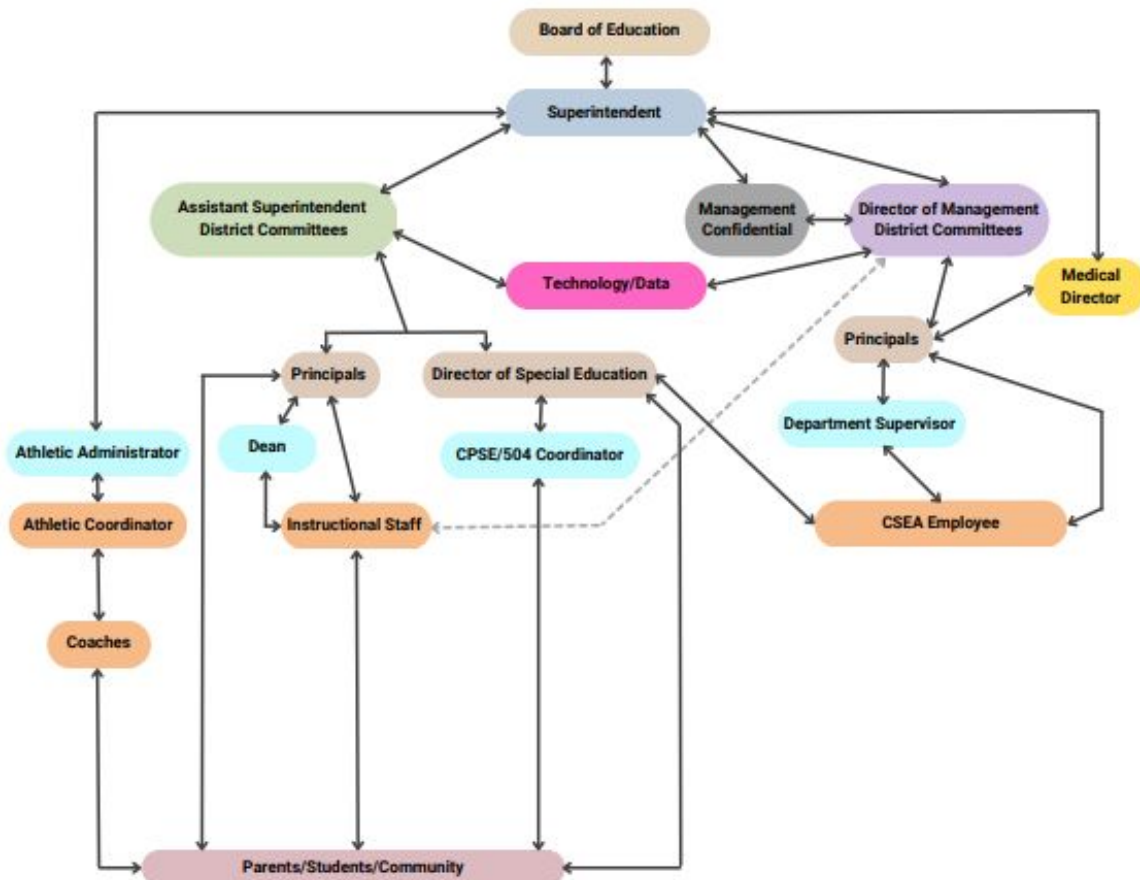 Board of Education
Superintendent
Assistant Superintendent
District Committees
Management
Confidential
Director of Management
District Committees
Technology/Data
Medical
Director
Principals
Principals
Director of Special Education
Department Supervisor
Athletic Administrator
Dean
CPSE/504 Coordinator
Athletic Coordinator
Instructional Staff
CSEA Employee
Coaches
Parents/Students/Community